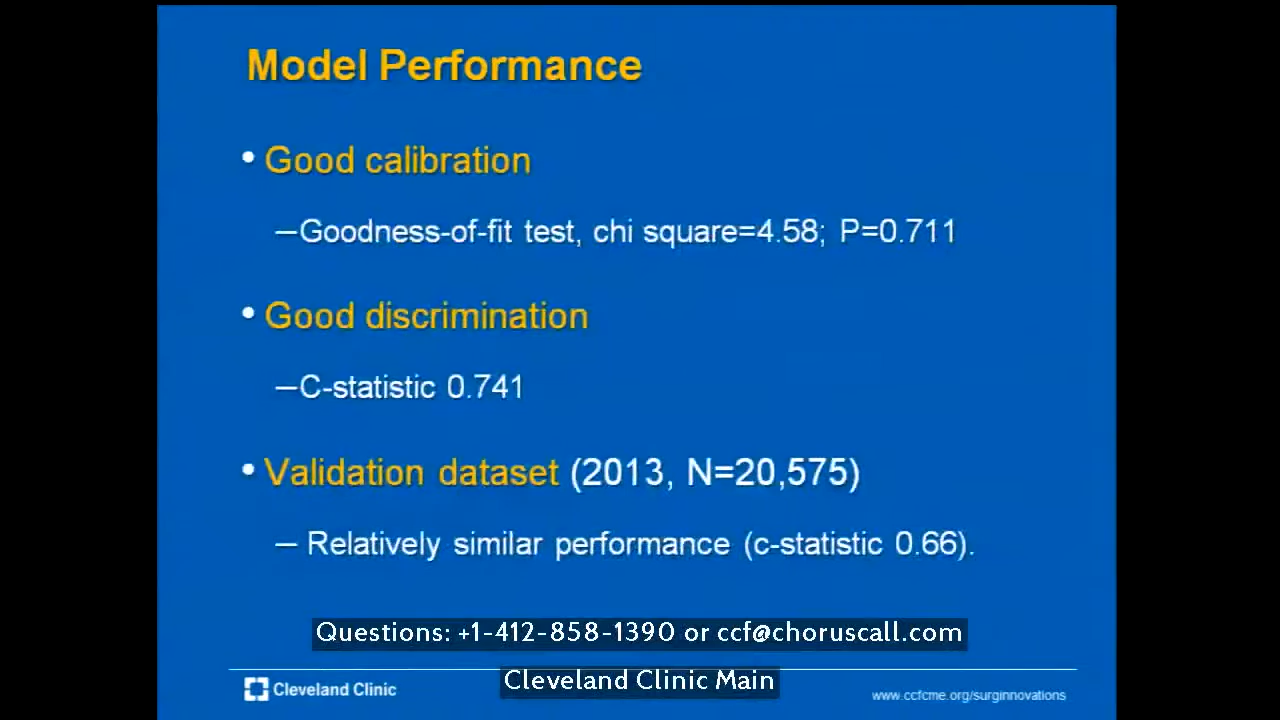 Model Performance
• Good calibration
—Goodness-of-fit test, chi square=4.58; P=0.711
• Good discrimination
—C-statistic 0.741
• Validation dataset (2013, N=20,575)
— Relatively similar performance (c-statistic 0.66).
Questions: +1-412-858-1390 or ccf@choruscall.com
Cleveland Clinic
Cleveland Clinic Main
www.ccfcme.org/surginnovations